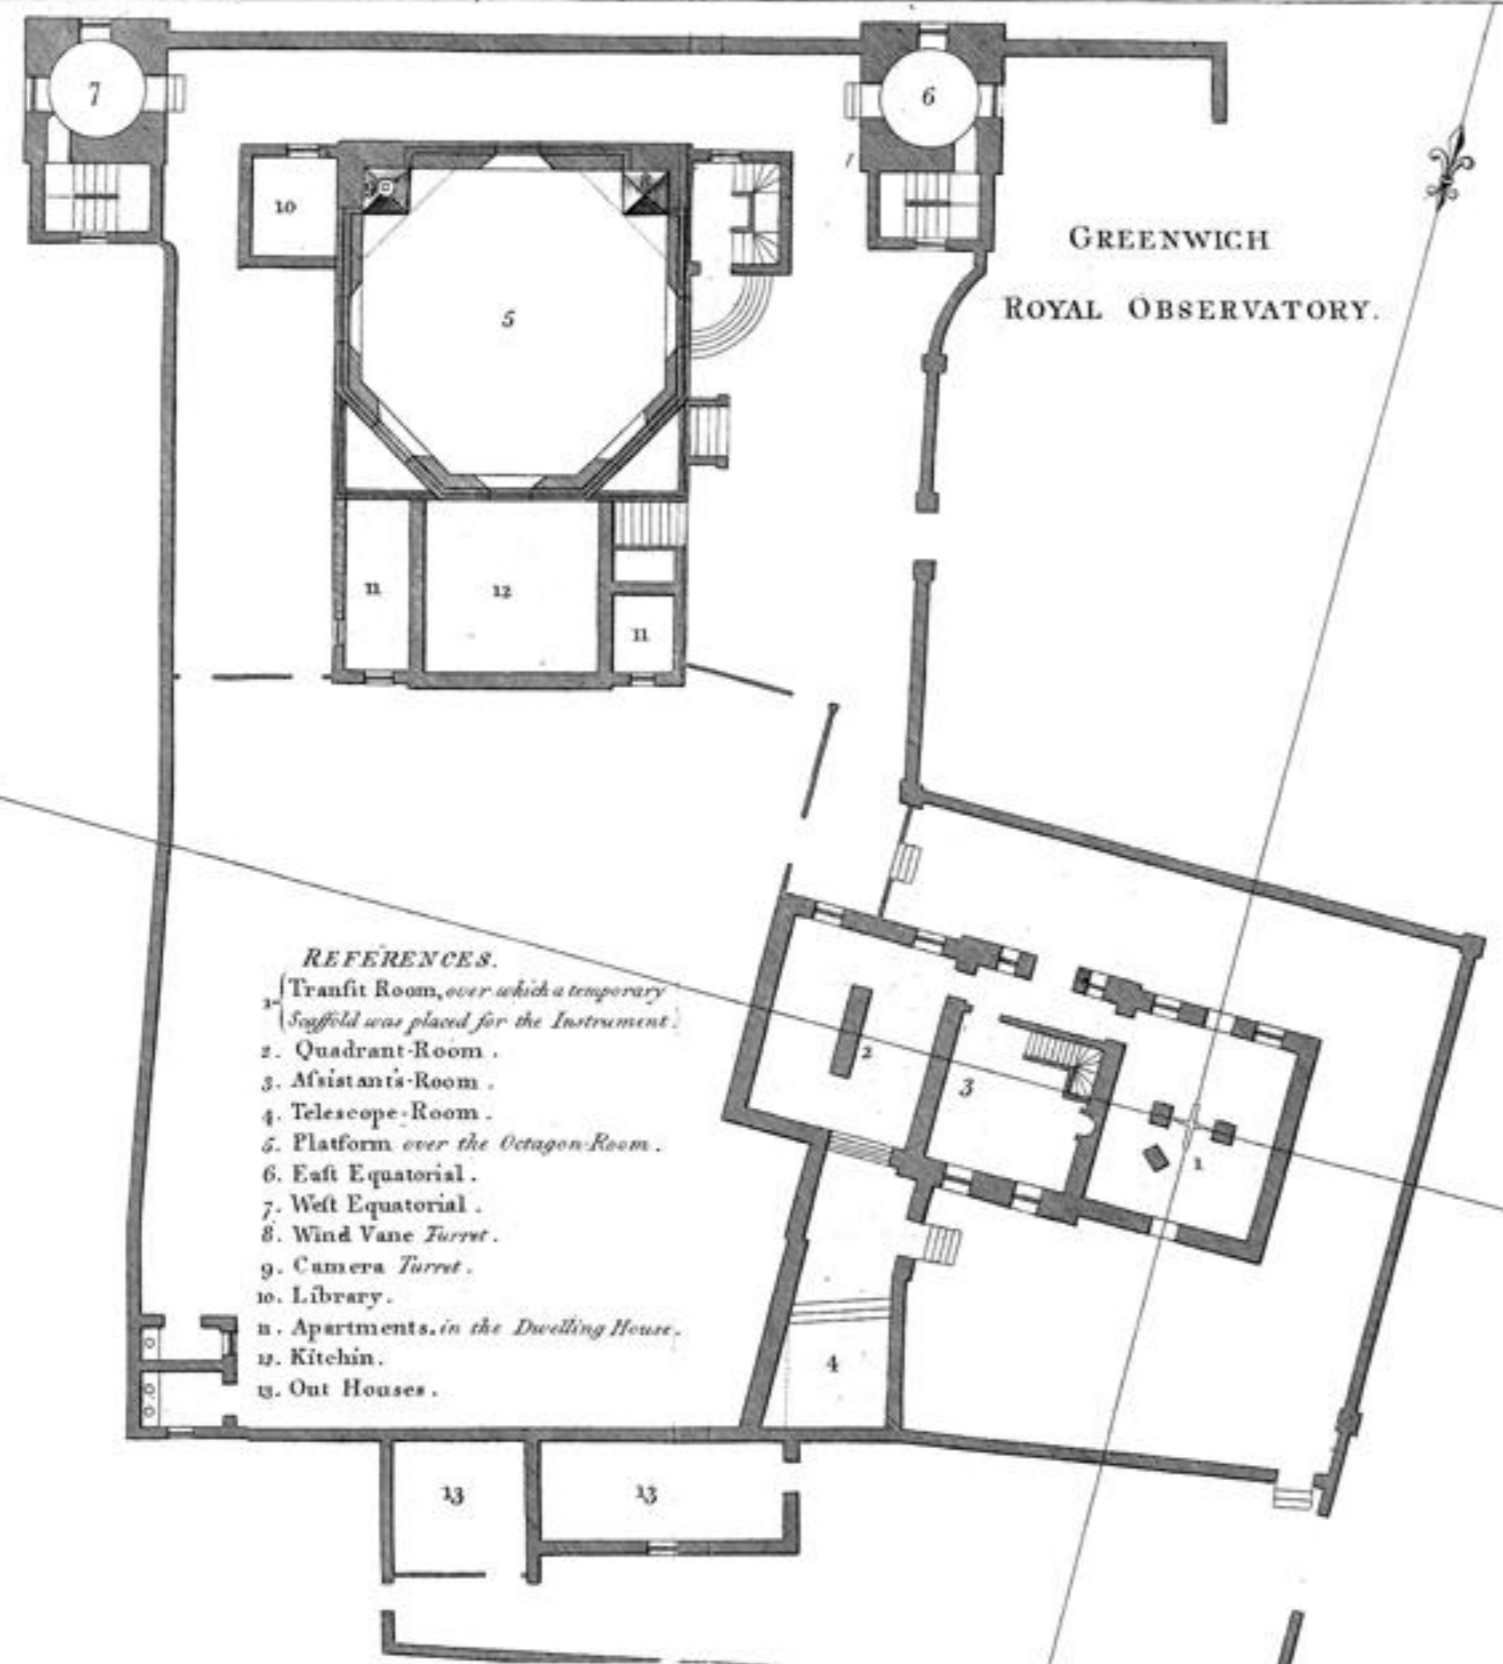 7
6
10
GREENWICH
ROYAL OBSERVATORY.
5
11
12
11
REFERENCES.
1. Tranſit Room, over which a temporary
Scaffold was placed for the Instrument.
2. Quadrant-Room.
3. Aſsistant's-Room.
4. Telescope-Room.
5. Platform over the Octagon-Room.
6. Eaſt Equatorial.
7. Weſt Equatorial.
8. Wind Vane Turret.
9. Camera Turret.
10. Library.
11. Apartments. in the Dwelling House.
12. Kitchin.
13. Out Houses.
2
3
1
4
13
13